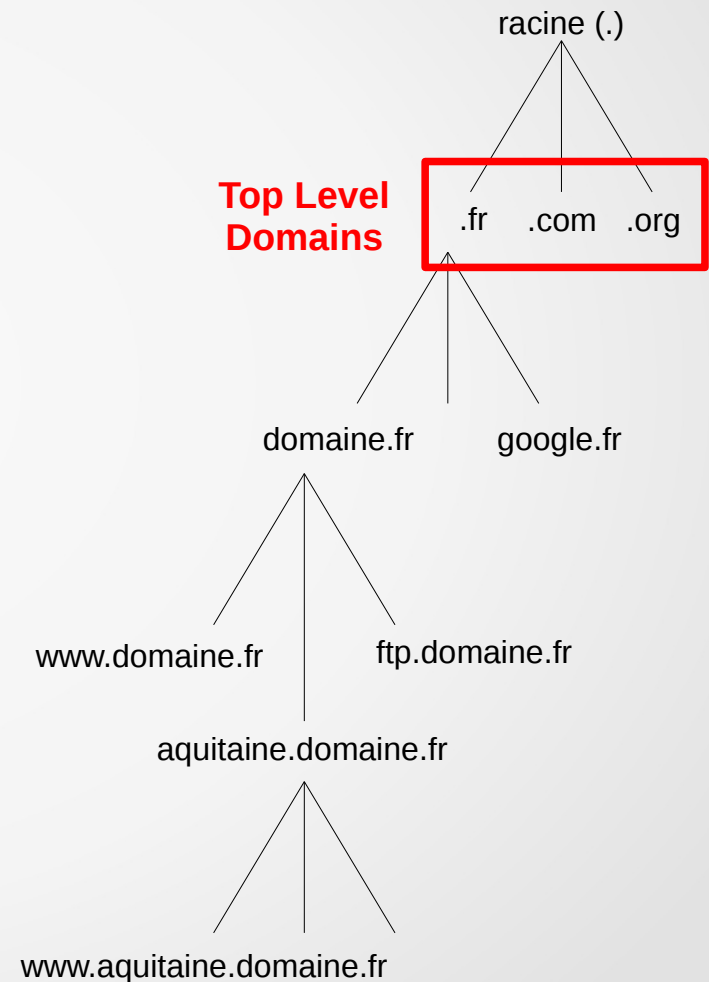 racine (.)
Top Level
Domains
.fr .com .org
domaine.fr google.fr
www.domaine.fr ftp.domaine.fr
aquitaine.domaine.fr
www.aquitaine.domaine.fr